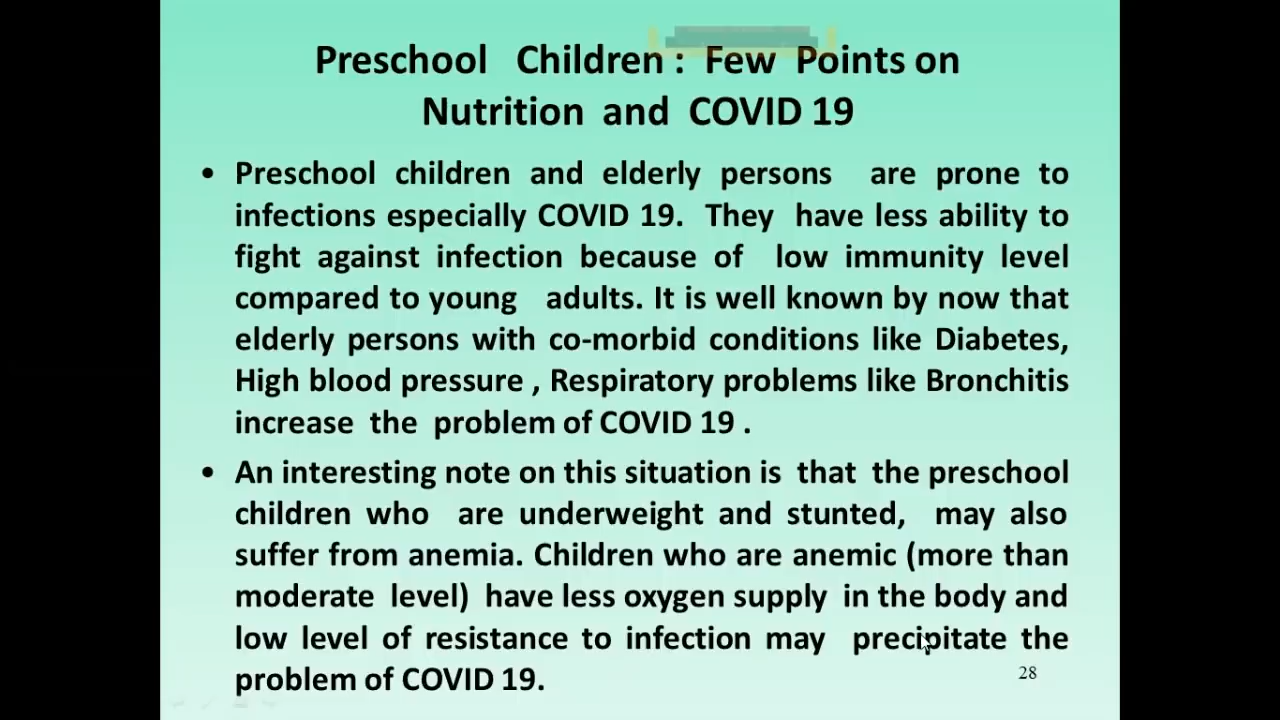 Preschool Children : Few Points on
Nutrition and COVID 19
• Preschool children and elderly persons are prone to
infections especially COVID 19. They have less ability to
fight against infection because of low immunity level
compared to young adults. It is well known by now that
elderly persons with co-morbid conditions like Diabetes,
High blood pressure , Respiratory problems like Bronchitis
increase the problem of COVID 19 .
• An interesting note on this situation is that the preschool
children who are underweight and stunted, may also
suffer from anemia. Children who are anemic (more than
moderate level) have less oxygen supply in the body and
low level of resistance to infection may precipitate the
problem of COVID 19.
28